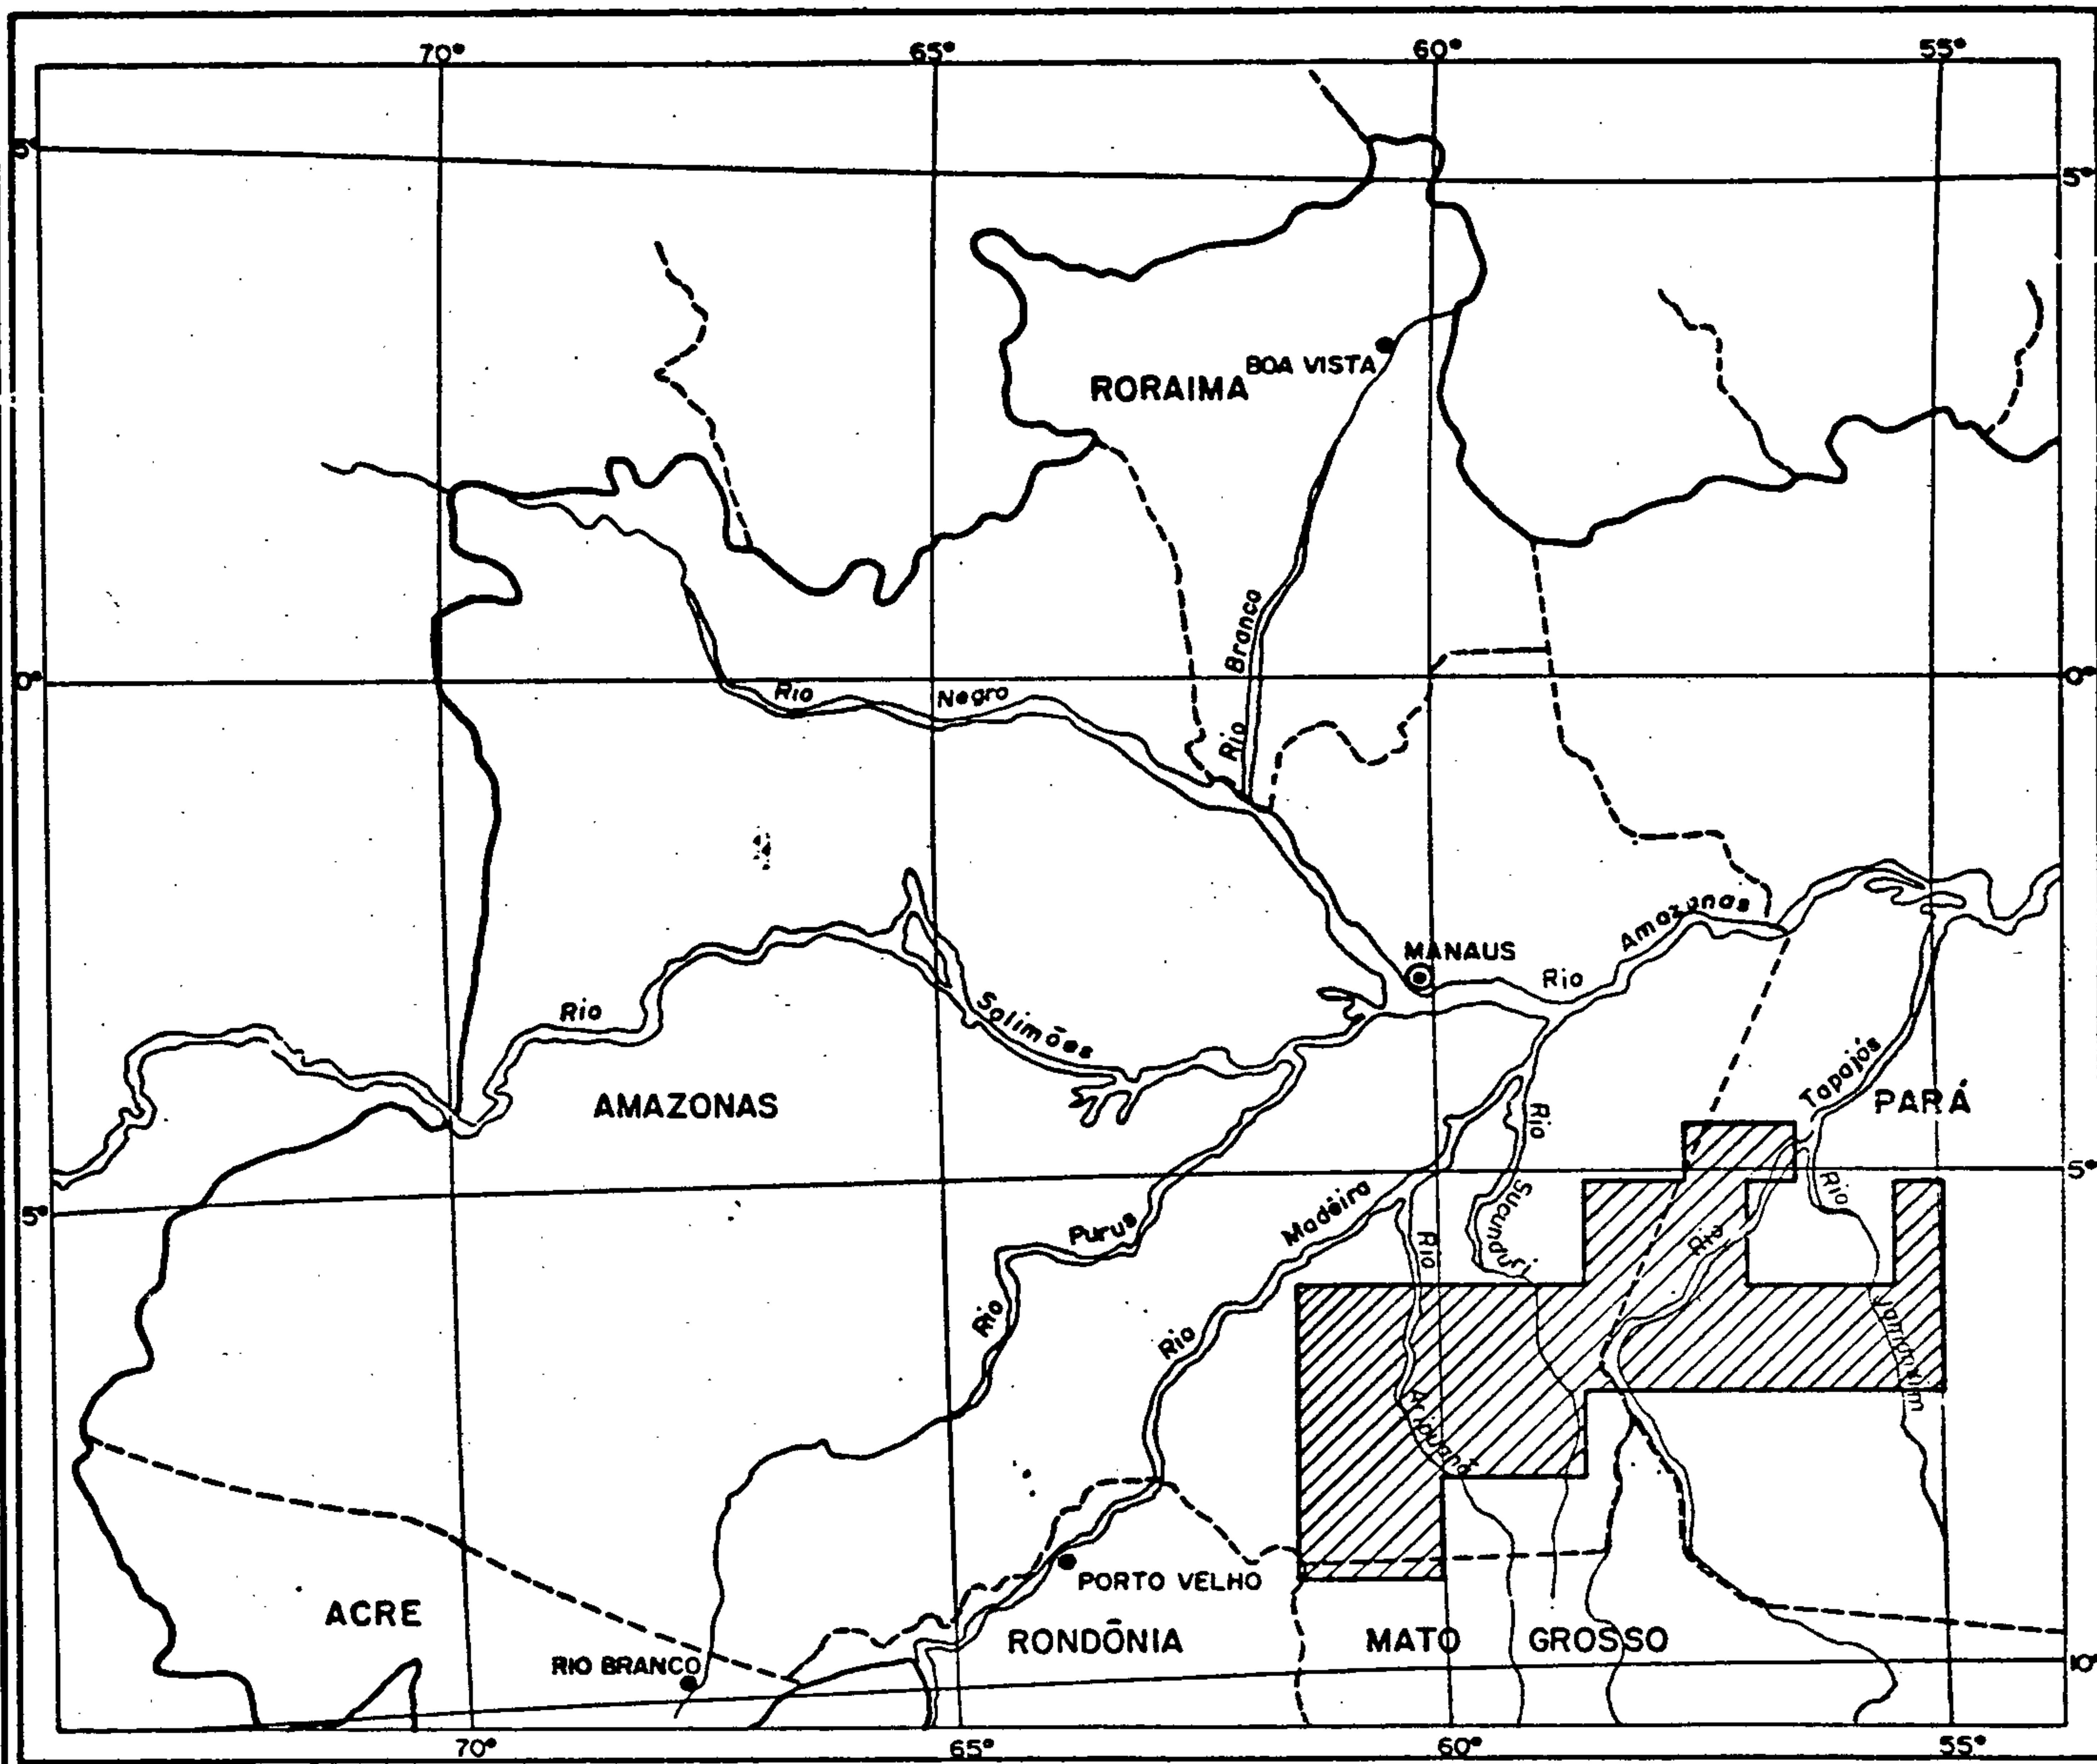 70° 65° 60° 55°
5° 5°
BOA VISTA
RORAIMA
Rio Branco
0° 0°
Rio Negro
Amazonas
MANAUS
Rio
Rio
Solimões
Tapajós
AMAZONAS
PARÁ
Rio
5°
Rio
5°
Purus
Madeira
Sucunduri
Rio
Rio
Rio
Rio
Jamanxim
Aripuanã
PORTO VELHO
ACRE
RONDÔNIA
MATO GROSSO
RIO BRANCO
10°
70° 65° 60° 55°